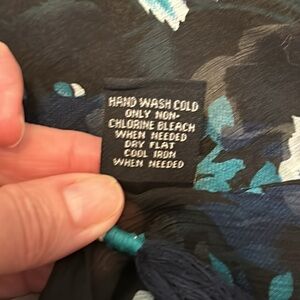 HAND WASH COLD
ONLY NON-
CHLORINE BLEACH
WHEN NEEDED
DRY FLAT
COOL IRON
WHEN NEEDED